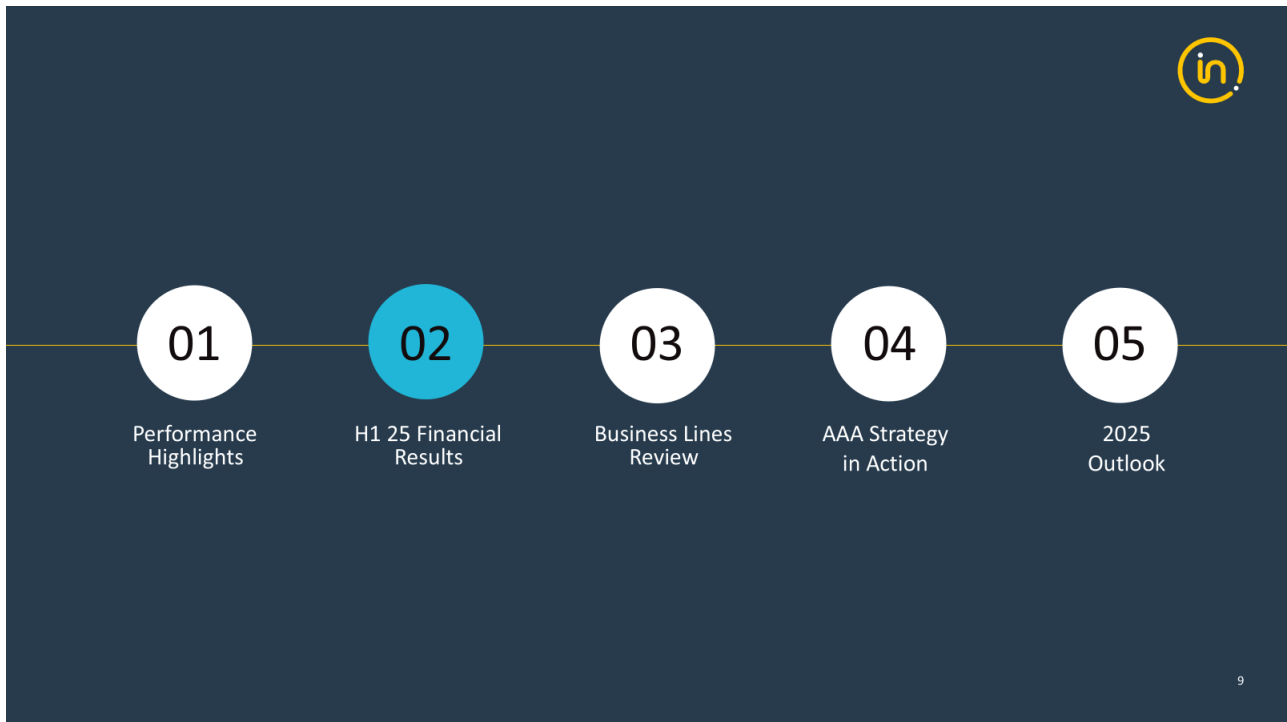 in
01
02
03
04
05
Performance
Highlights
H1 25 Financial
Results
Business Lines
Review
AAA Strategy
in Action
2025
Outlook
9